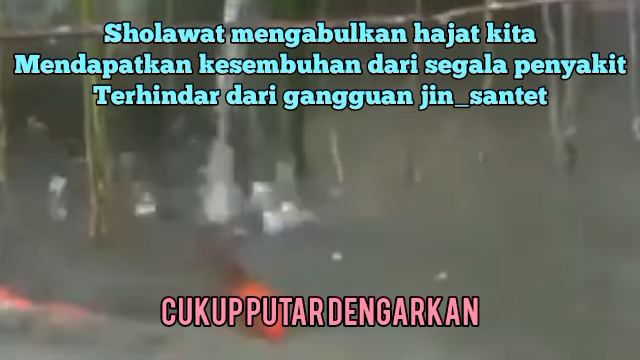 Sholawat mengabulkan hajat kita
Mendapatkan kesembuhan dari segala penyakit
Terhindar dari gangguan jin_santet
CUKUP PUTAR DENGARKAN